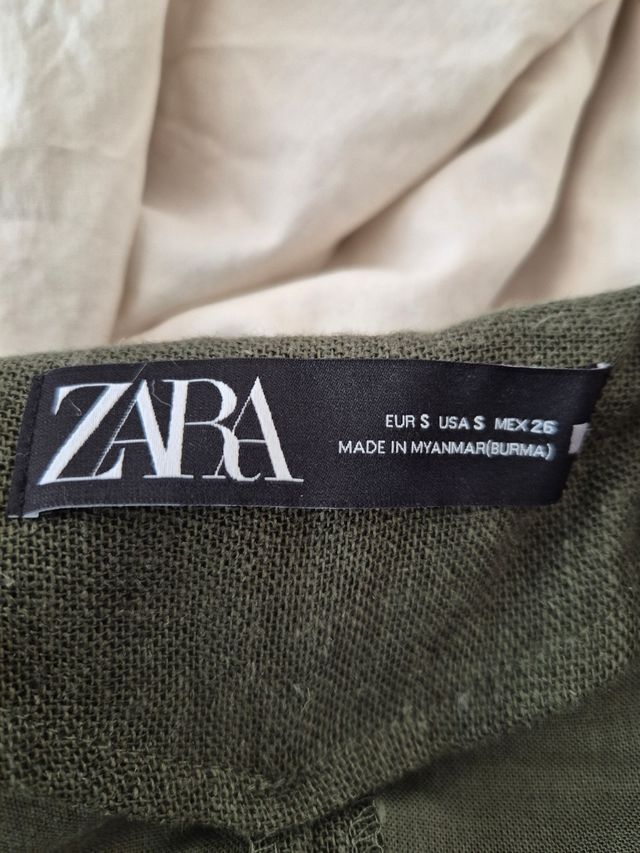 ZARA
EUR S USA S MEX 26
MADE IN MYANMAR(BURMA)